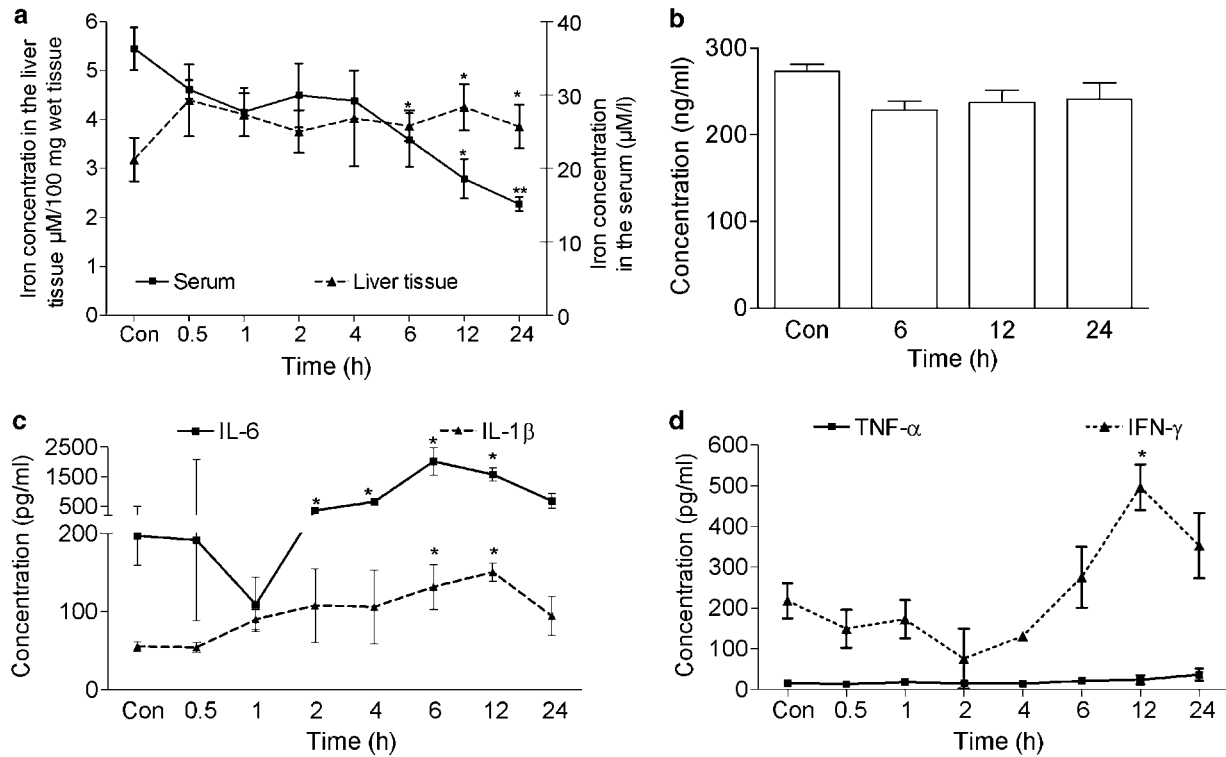 a
Iron concentratio in the liver
tissue µM/100 mg wet tissue
6
5
4
3
2
1
0
40
30
20
10
0
Iron concentration
in the serum (µM/l)
* * *
* **
Serum Liver tissue
Con 0.5 1 2 4 6 12 24
Time (h)
b
Concentration (ng/ml)
300
200
100
0
Con 6 12 24
Time (h)
c
IL-6 IL-1β
Concentration (pg/ml)
2500
1500
500
200
100
0
* * * *
* *
Con 0.5 1 2 4 6 12 24
Time (h)
d
TNF-α IFN-γ
Concentration (pg/ml)
600
500
400
300
200
100
0
*
Con 0.5 1 2 4 6 12 24
Time (h)